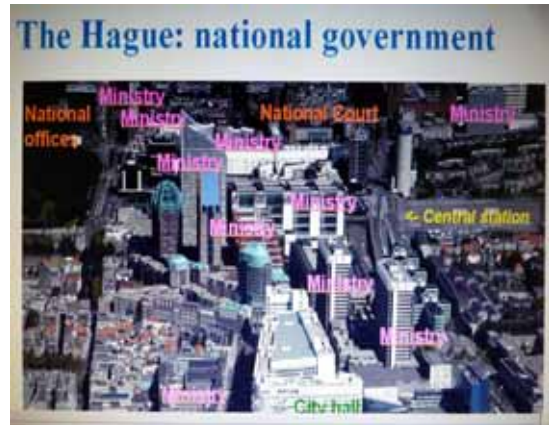 The Hague: national government
Ministry
Ministry
National offices
National Court
Ministry
Ministry
Ministry
Ministry
Ministry
<- Central station
Ministry
Ministry
Ministry
City hall